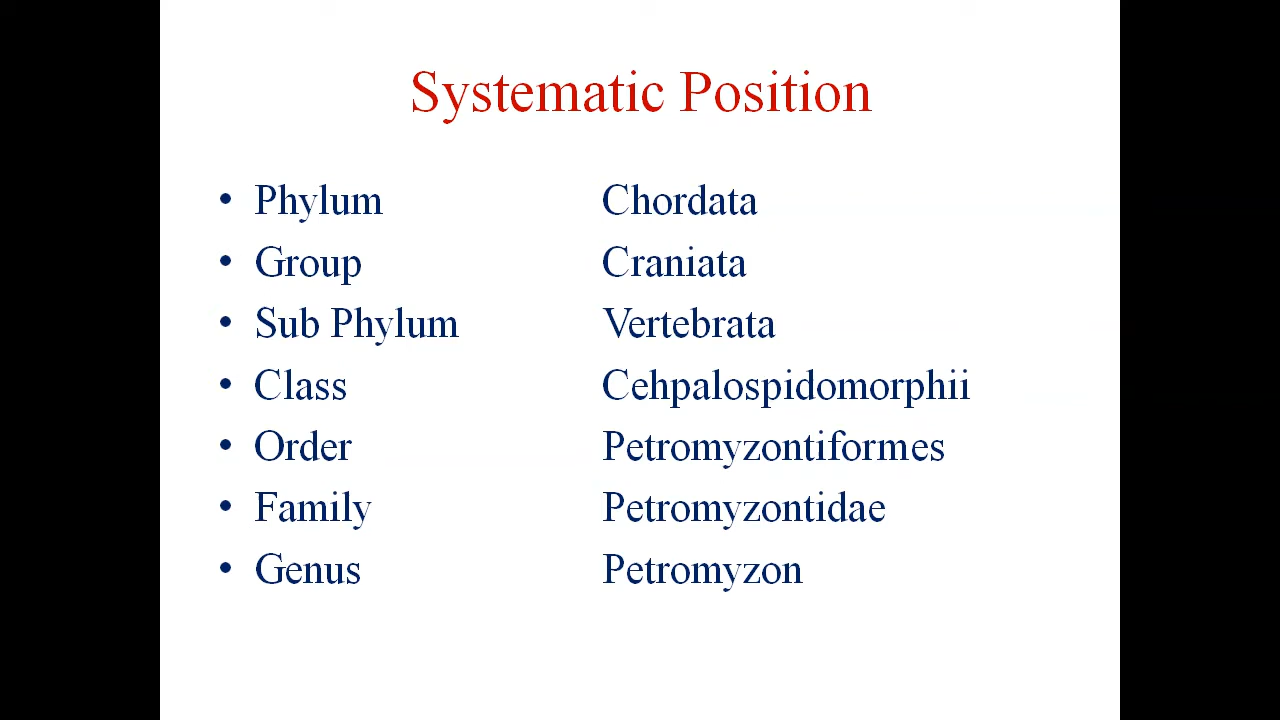 Systematic Position
• Phylum Chordata
• Group Craniata
• Sub Phylum Vertebrata
• Class Cehpalospidomorphii
• Order Petromyzontiformes
• Family Petromyzontidae
• Genus Petromyzon